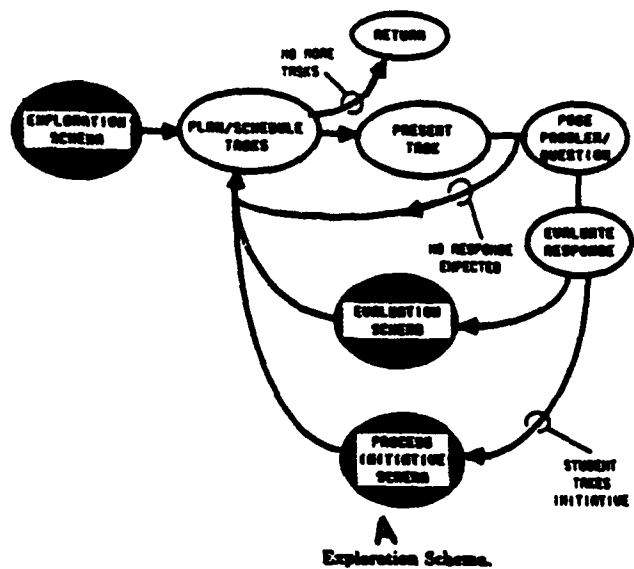 RETURN
NO MORE
TASKS
EXPLORATION
SCHEMA
PLAN/SCHEDULE
TASKS
PRESENT
TASK
POSE
PROBLEM/
QUESTION
NO RESPONSE
EXPECTED
EVALUATE
RESPONSE
EVALUATION
SCHEMA
PROCESS
INITIATIVE
SCHEMA
STUDENT
TAKES
INITIATIVE
A
Exploration Schema.